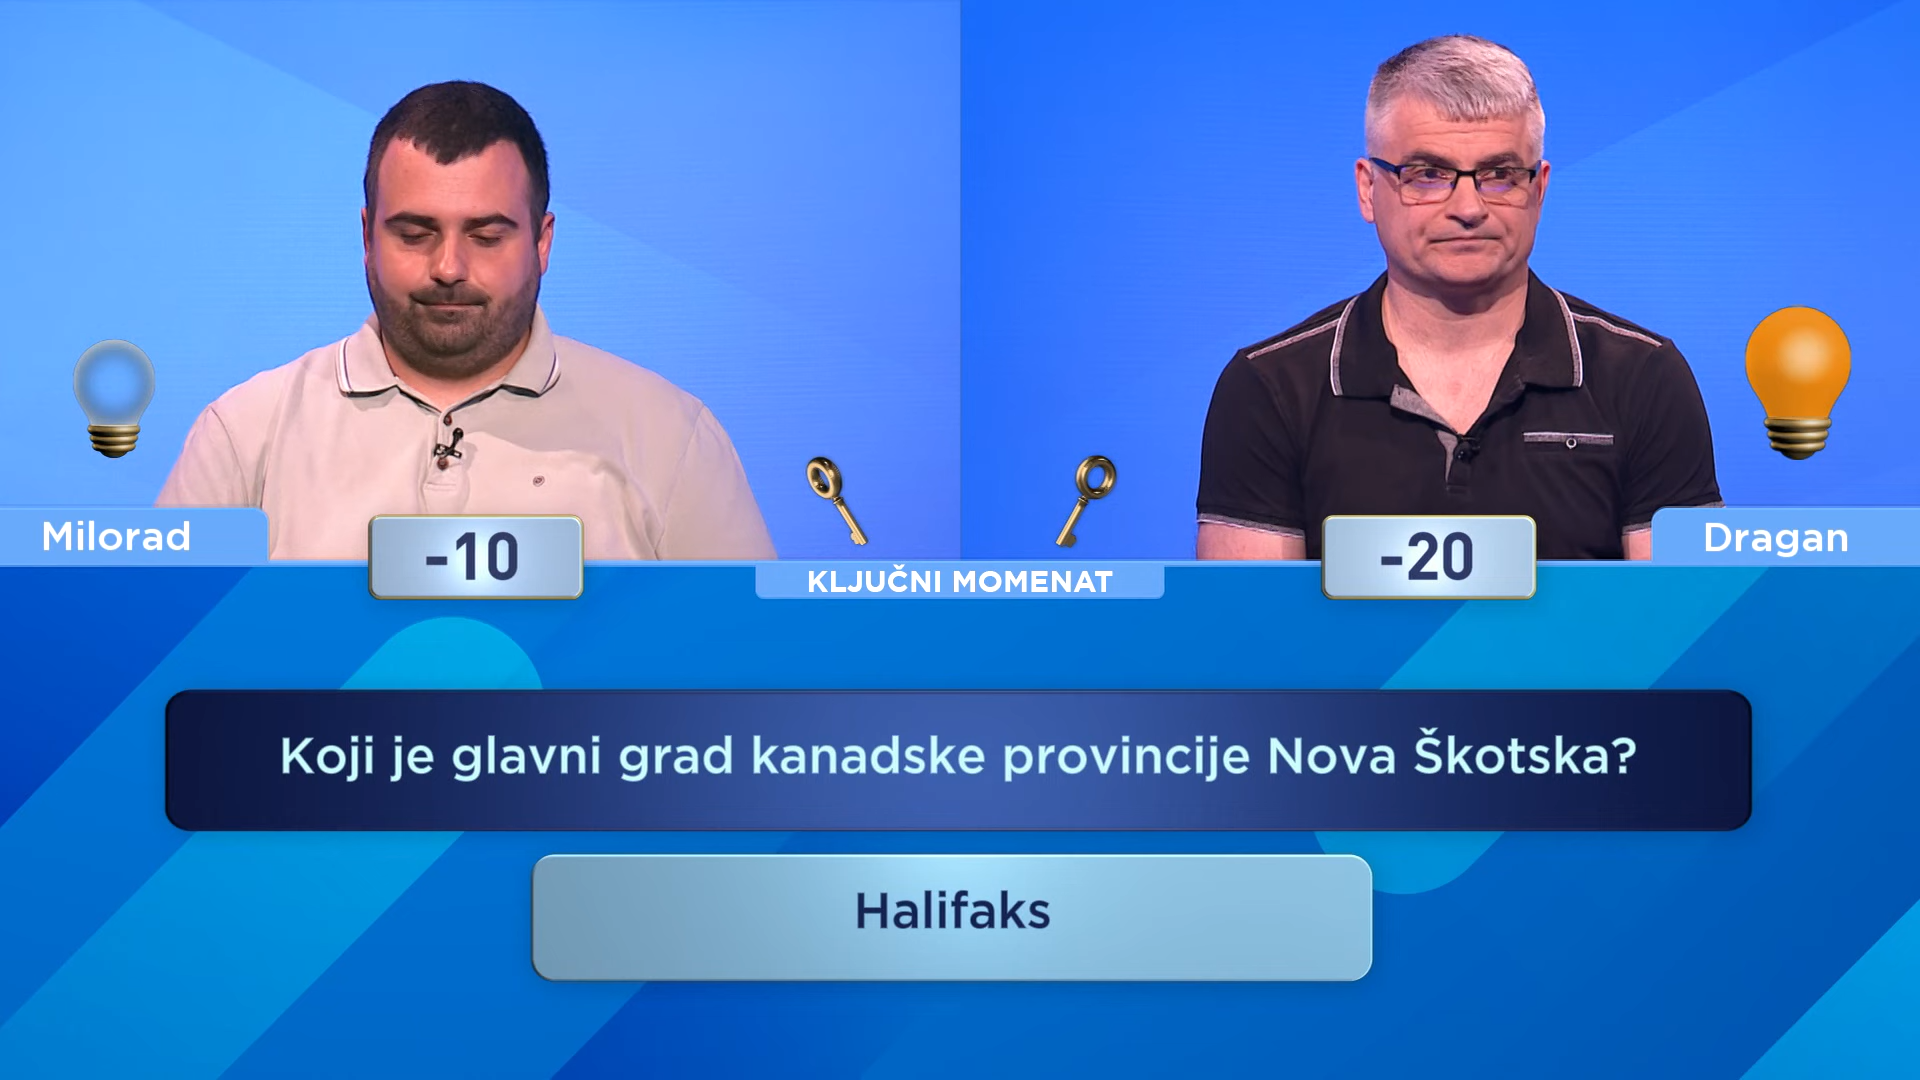 Milorad
-10
KLJUČNI MOMENAT
-20
Dragan
Koji je glavni grad kanadske provincije Nova Škotska?
Halifaks